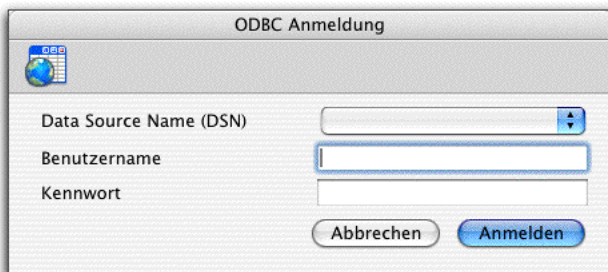 ODBC Anmeldung
Data Source Name (DSN)
Benutzername
Kennwort
Abbrechen Anmelden